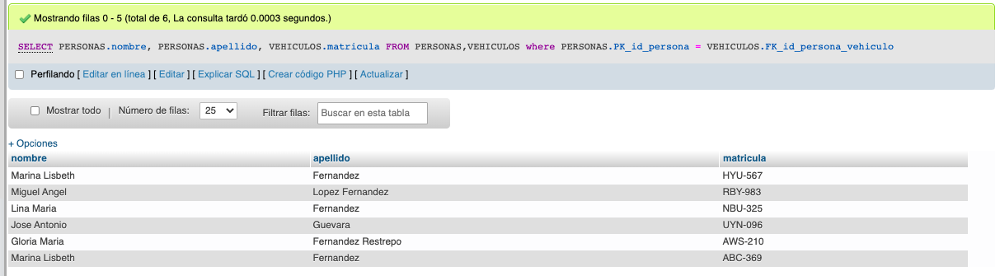 Mostrando filas 0 - 5 (total de 6, La consulta tardó 0.0003 segundos.)
SELECT PERSONAS.nombre, PERSONAS.apellido, VEHICULOS.matricula FROM PERSONAS,VEHICULOS where PERSONAS.PK_id_persona = VEHICULOS.FK_id_persona_vehiculo
Perfilando [ Editar en línea ] [ Editar ] [ Explicar SQL ] [ Crear código PHP ] [ Actualizar ]
Mostrar todo | Número de filas: 25 Filtrar filas: Buscar en esta tabla
+ Opciones
nombre apellido matricula
Marina Lisbeth Fernandez HYU-567
Miguel Angel Lopez Fernandez RBY-983
Lina Maria Fernandez NBU-325
Jose Antonio Guevara UYN-096
Gloria Maria Fernandez Restrepo AWS-210
Marina Lisbeth Fernandez ABC-369